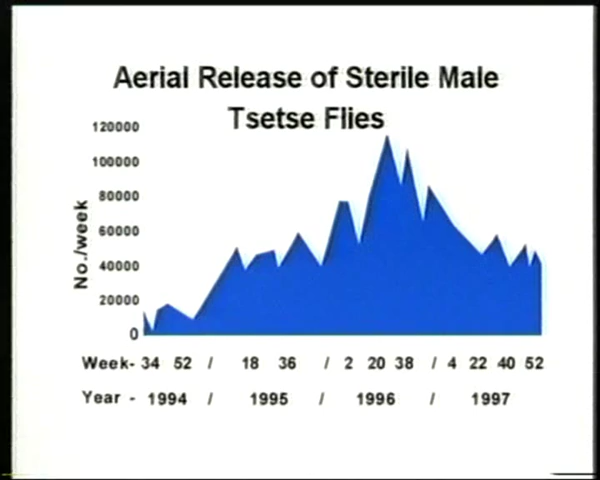 Aerial Release of Sterile Male
Tsetse Flies
No./week
120000
100000
80000
60000
40000
20000
0
Week- 34 52 / 18 36 / 2 20 38 / 4 22 40 52
Year - 1994 / 1995 / 1996 / 1997